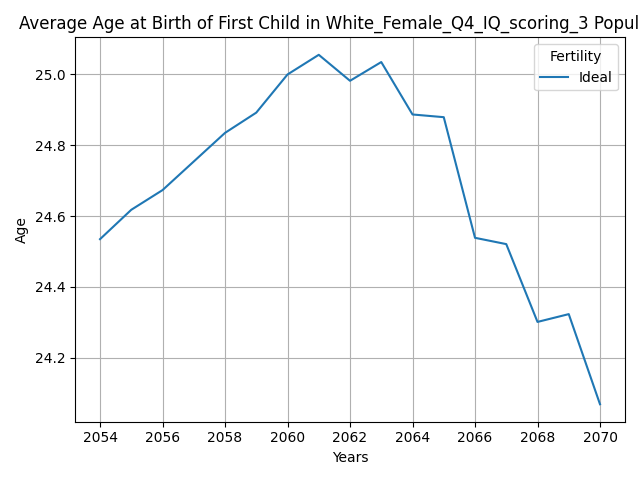 Average Age at Birth of First Child in White_Female_Q4_IQ_scoring_3 Popul
Fertility
Ideal
25.0
24.8
24.6
24.4
24.2
Age
2054 2056 2058 2060 2062 2064 2066 2068 2070
Years